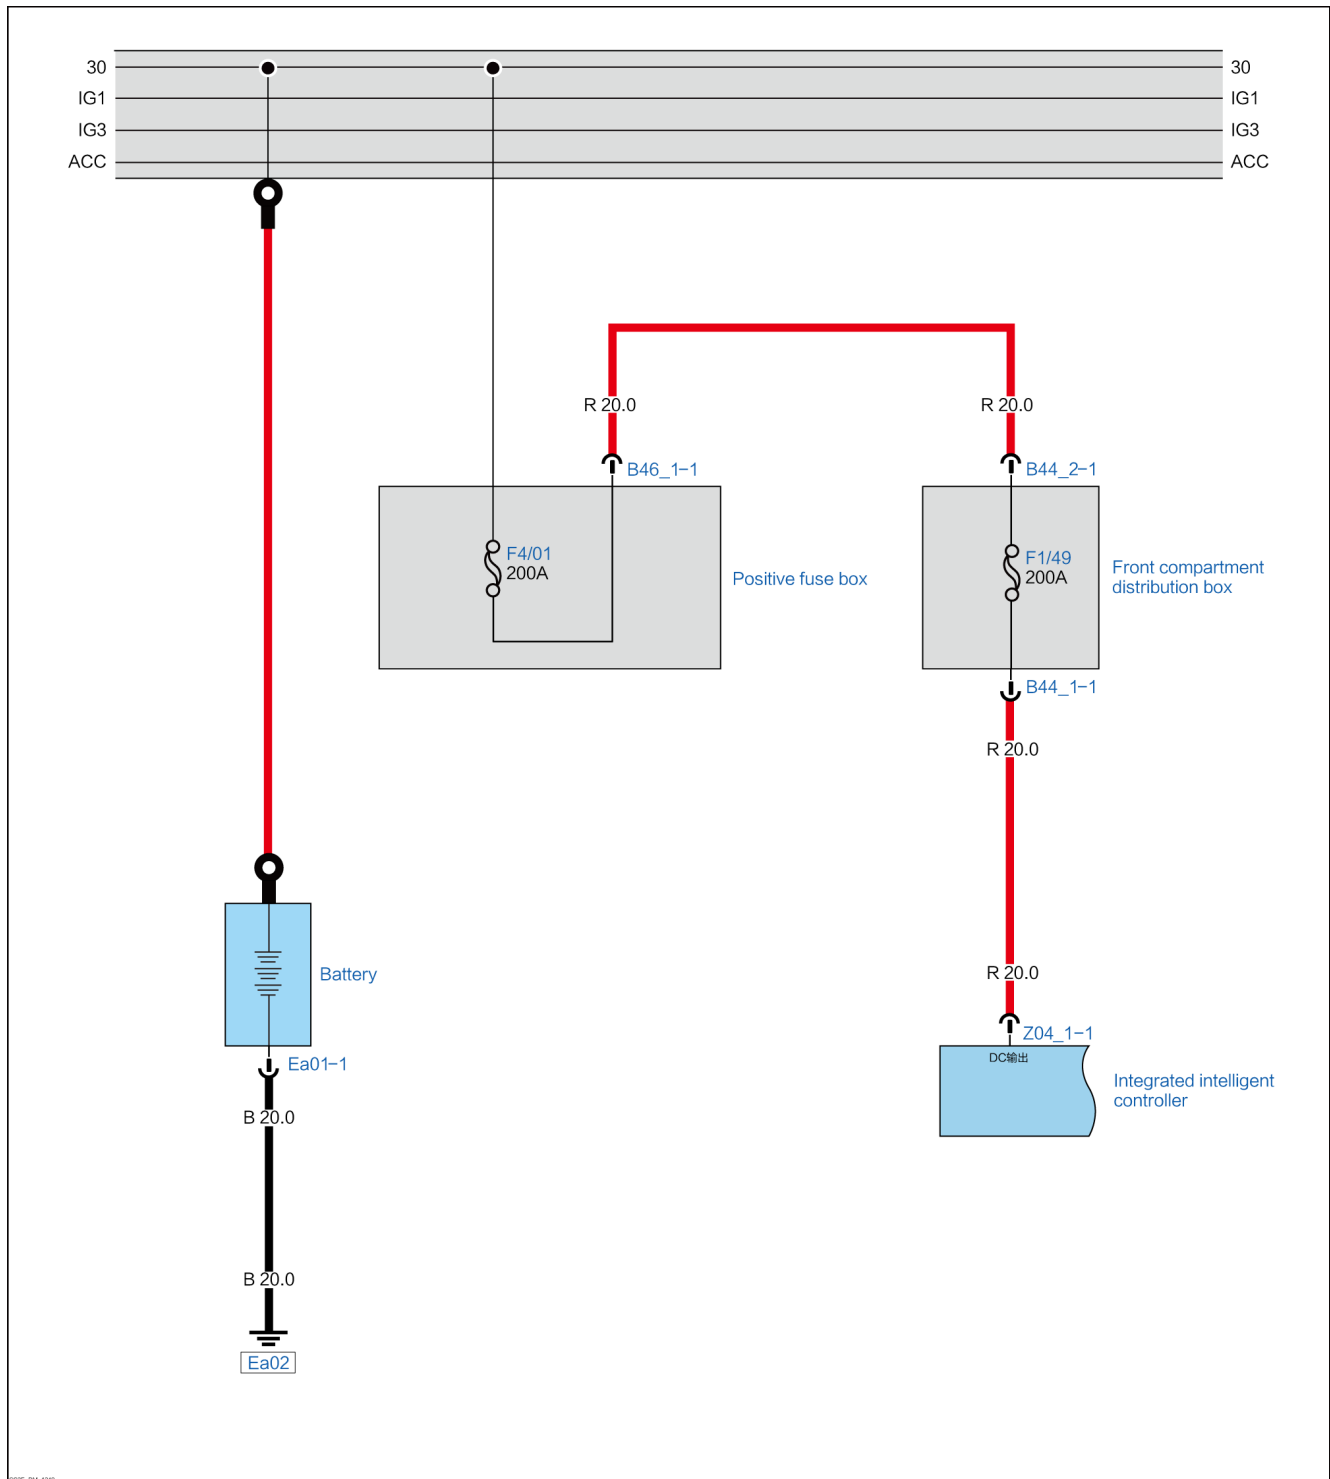 30
30
IG1
IG1
IG3
IG3
ACC
ACC
R 20.0
R 20.0
B46_1-1
B44_2-1
F4/01
200A
Positive fuse box
F1/49
200A
Front compartment
distribution box
B44_1-1
R 20.0
R 20.0
Battery
Z04_1-1
DC输出
Integrated intelligent
controller
Ea01-1
B 20.0
B 20.0
Ea02